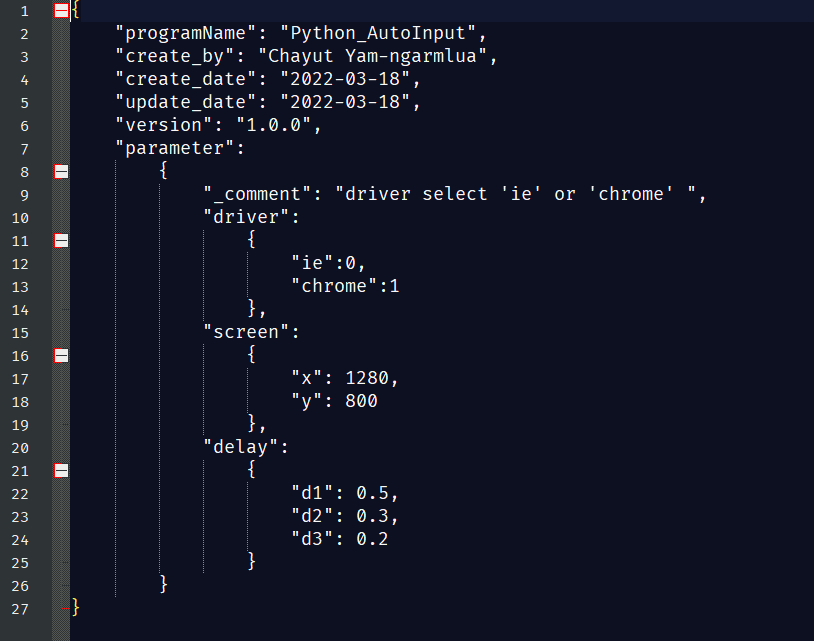 1 {
2 "programName": "Python_AutoInput",
3 "create_by": "Chayut Yam-ngarmlua",
4 "create_date": "2022-03-18",
5 "update_date": "2022-03-18",
6 "version": "1.0.0",
7 "parameter":
8 {
9 "_comment": "driver select 'ie' or 'chrome' ",
10 "driver":
11 {
12 "ie":0,
13 "chrome":1
14 },
15 "screen":
16 {
17 "x": 1280,
18 "y": 800
19 },
20 "delay":
21 {
22 "d1": 0.5,
23 "d2": 0.3,
24 "d3": 0.2
25 }
26 }
27 }